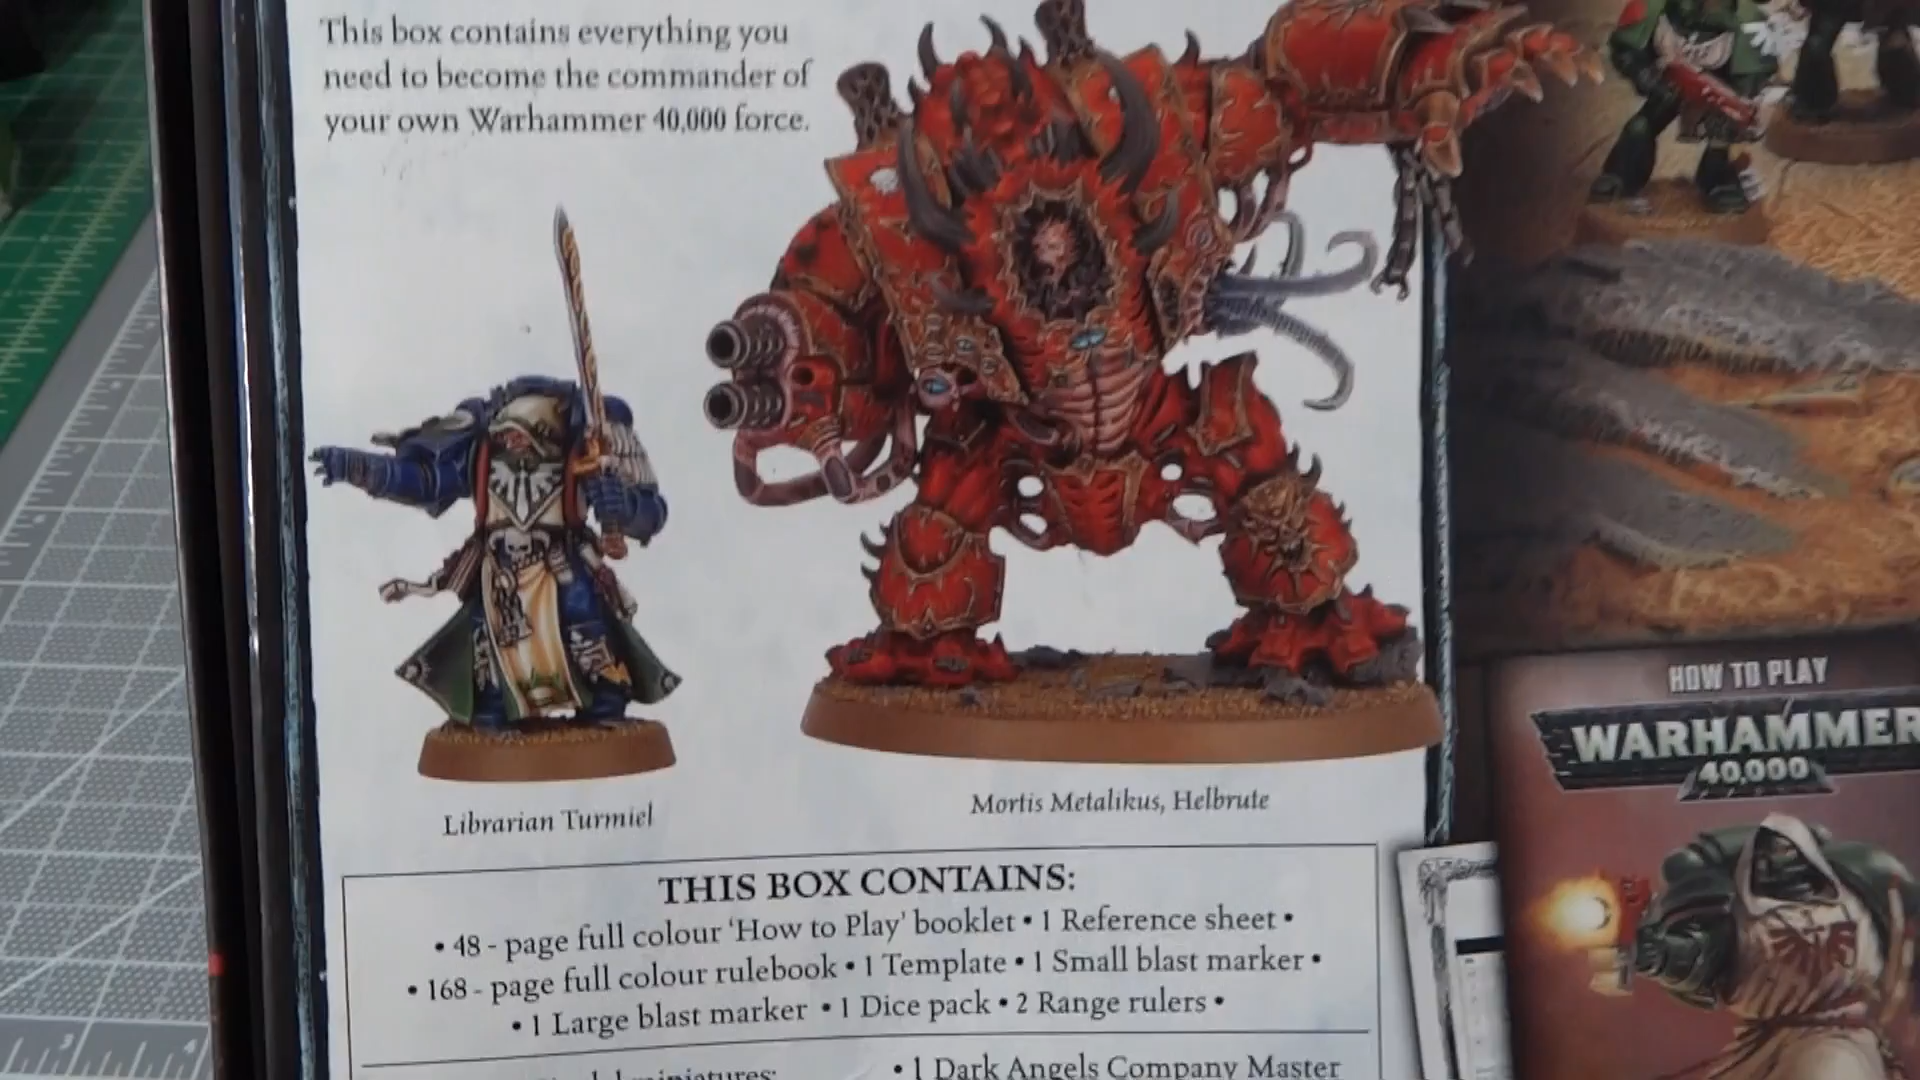 This box contains everything you
need to become the commander of
your own Warhammer 40,000 force.
Librarian Turmiel
Mortis Metalikus, Helbrute
THIS BOX CONTAINS:
• 48 - page full colour ‘How to Play’ booklet • 1 Reference sheet •
• 168 - page full colour rulebook • 1 Template • 1 Small blast marker •
• 1 Large blast marker • 1 Dice pack • 2 Range rulers •
miniatures:
• 1 Dark Angels Company Master
HOW TO PLAY
WARHAMMER
40,000
3
4